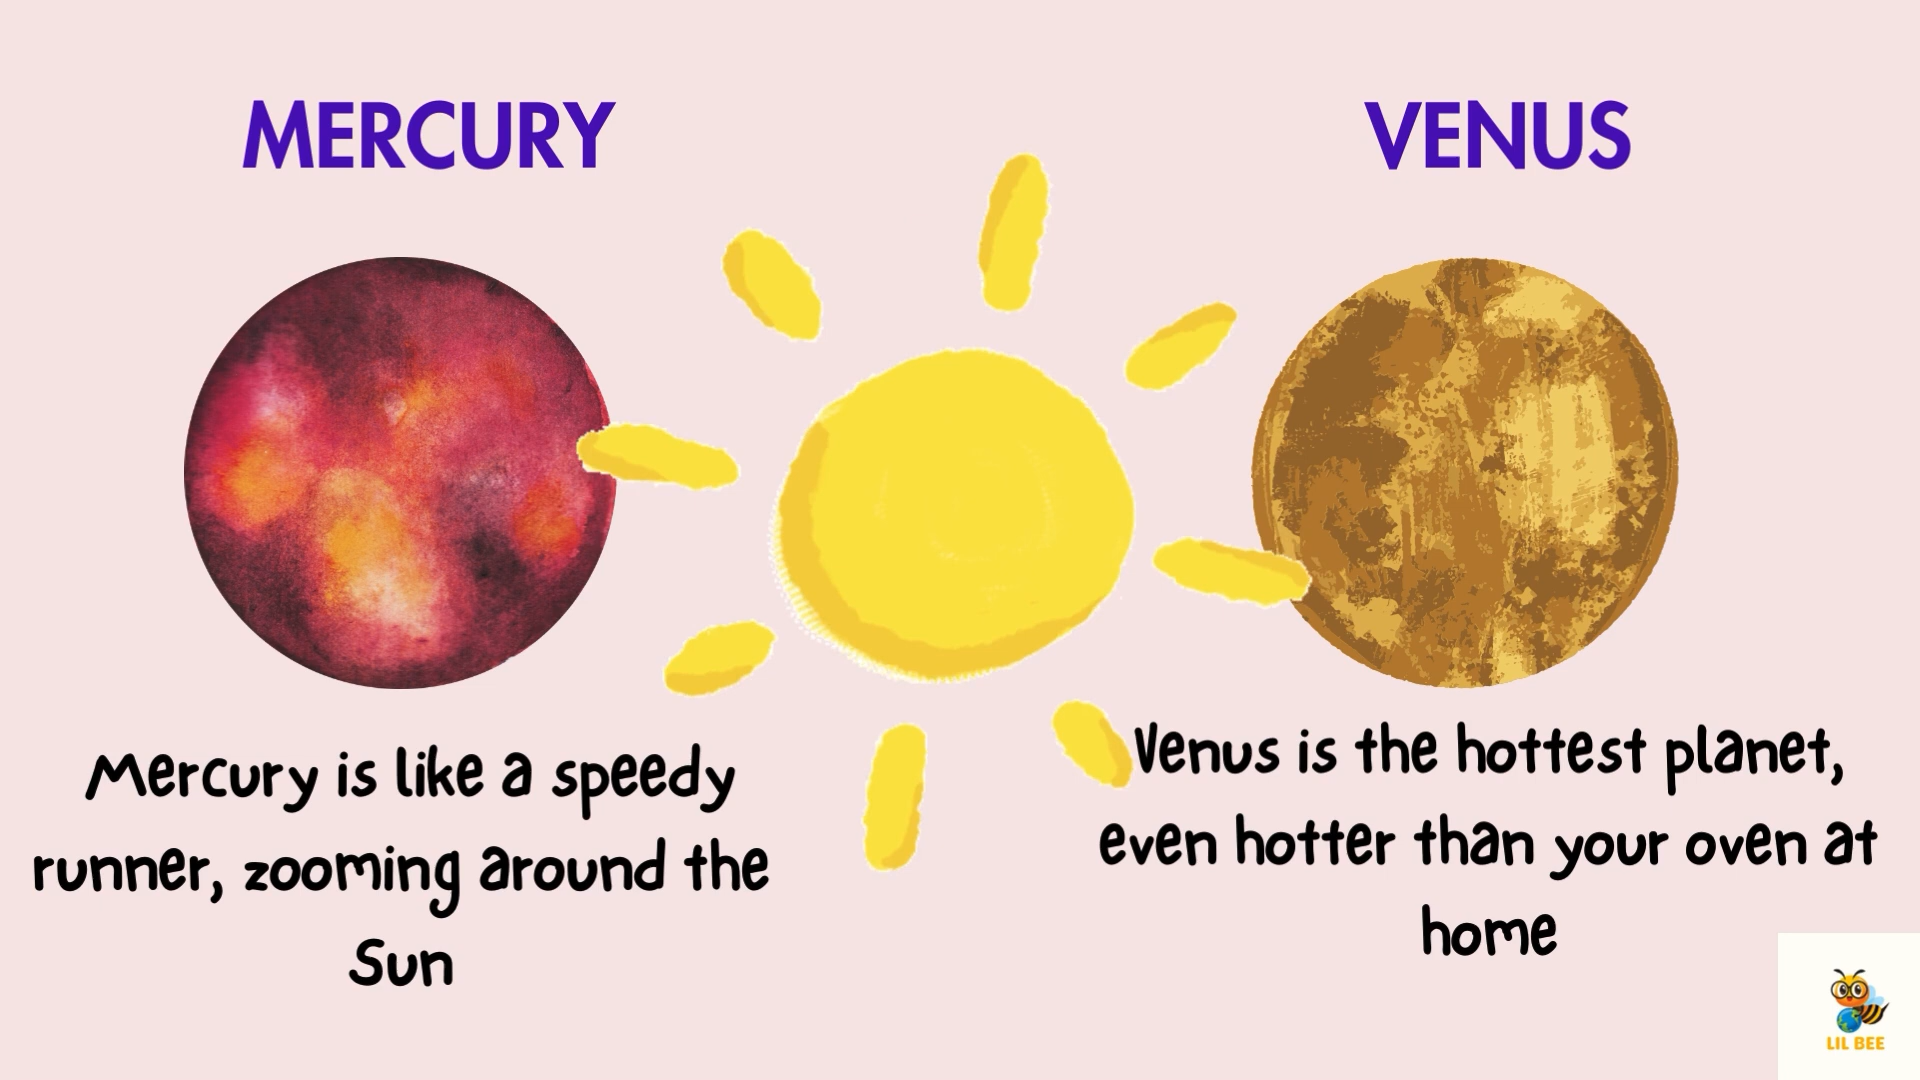 MERCURY
VENUS
Mercury is like a speedy
runner, zooming around the
Sun
Venus is the hottest planet,
even hotter than your oven at
home
LIL BEE